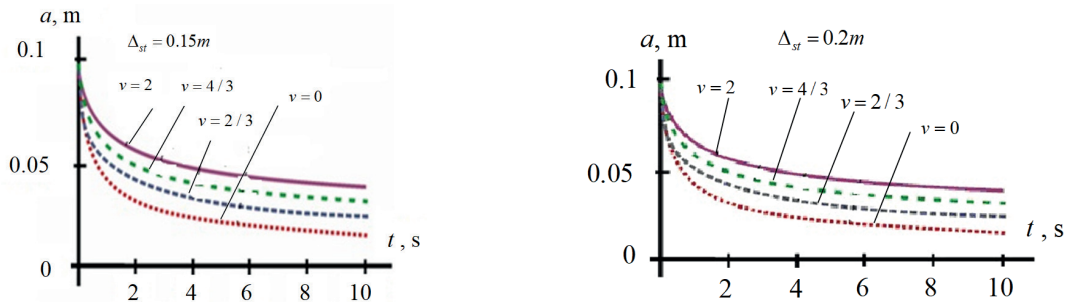 a, m
Δst = 0.15m
0.1
ν = 2
ν = 4 / 3
ν = 0
ν = 2 / 3
0.05
t , s
0
2 4 6 8 10
a, m
Δst = 0.2m
0.1
ν = 2
ν = 4 / 3
ν = 2 / 3
ν = 0
0.05
t , s
0
2 4 6 8 10